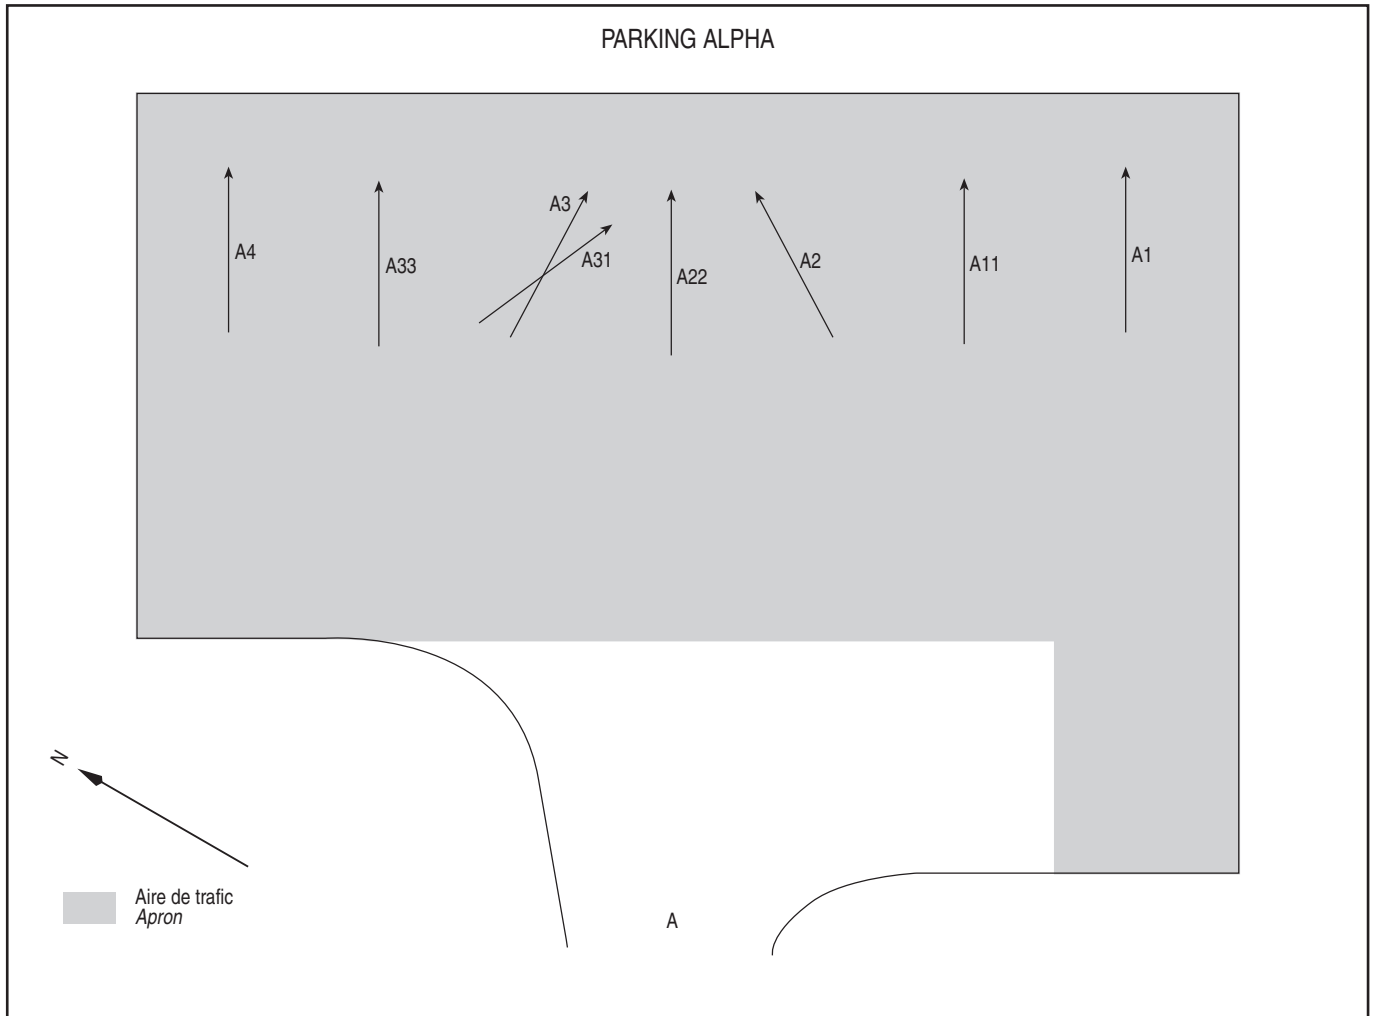 PARKING ALPHA
A4
A33
A3
A31
A22
A2
A11
A1
N
Aire de trafic
Apron
A